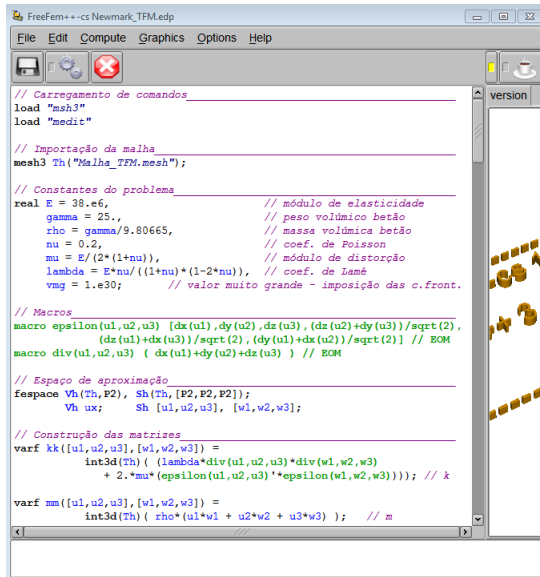 FreeFem++-cs Newmark_TFM.edp
File Edit Compute Graphics Options Help
// Carregamento de comandos
load "msh3"
load "medit"
// Importação da malha
mesh3 Th("Malha_TFM.mesh");
// Constantes do problema
real E = 38.e6, // módulo de elasticidade
gamma = 25., // peso volúmico betão
rho = gamma/9.80665, // massa volúmica betão
nu = 0.2, // coef. de Poisson
mu = E/(2*(1+nu)), // módulo de distorção
lambda = E*nu/((1+nu)*(1-2*nu)), // coef. de Lamé
vmg = 1.e30; // valor muito grande - imposição das c.front.
// Macros
macro epsilon(u1,u2,u3) [dx(u1),dy(u2),dz(u3),(dz(u2)+dy(u3))/sqrt(2),
(dz(u1)+dx(u3))/sqrt(2),(dy(u1)+dx(u2))/sqrt(2)] // EOM
macro div(u1,u2,u3) ( dx(u1)+dy(u2)+dz(u3) ) // EOM
// Espaço de aproximação
fespace Vh(Th,P2), Sh(Th,[P2,P2,P2]);
Vh ux; Sh [u1,u2,u3], [w1,w2,w3];
// Construção das matrizes
varf kk([u1,u2,u3],[w1,w2,w3]) =
int3d(Th)( (lambda*div(u1,u2,u3)*div(w1,w2,w3)
+ 2.*mu*(epsilon(u1,u2,u3)'*epsilon(w1,w2,w3)))); // k
varf mm([u1,u2,u3],[w1,w2,w3]) =
int3d(Th)( rho*(u1*w1 + u2*w2 + u3*w3) ); // m
version